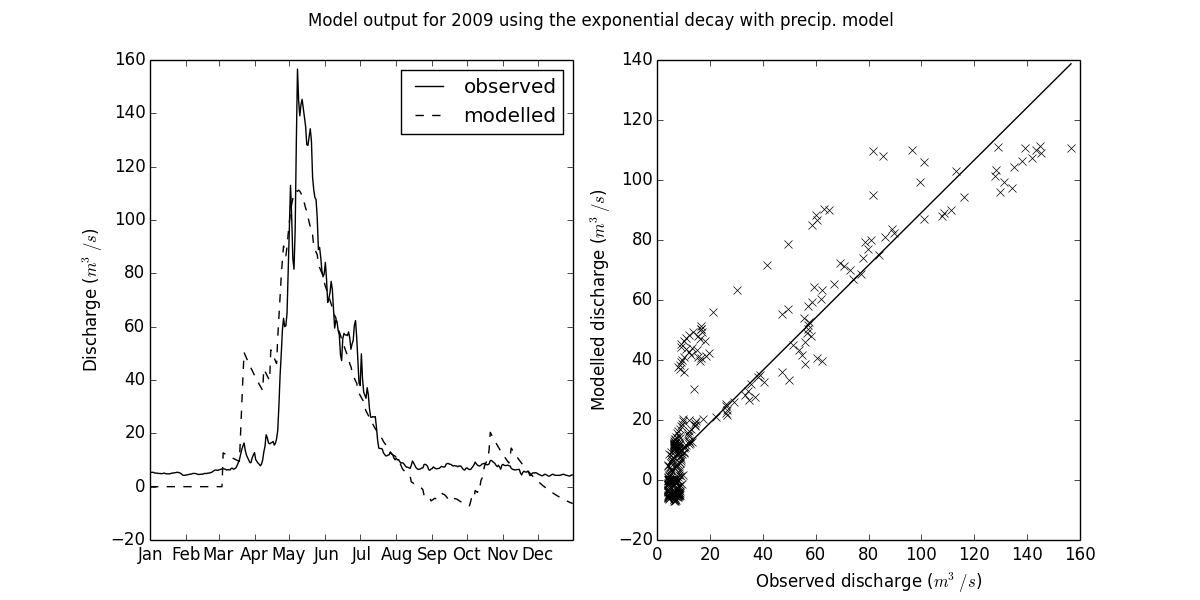 Model output for 2009 using the exponential decay with precip. model
160
140
120
100
80
60
40
20
0
−20
Discharge (m³ /s)
observed
modelled
Jan Feb Mar Apr May Jun Jul Aug Sep Oct Nov Dec
140
120
100
80
60
40
20
0
−20
Modelled discharge (m³ /s)
0 20 40 60 80 100 120 140 160
Observed discharge (m³ /s)